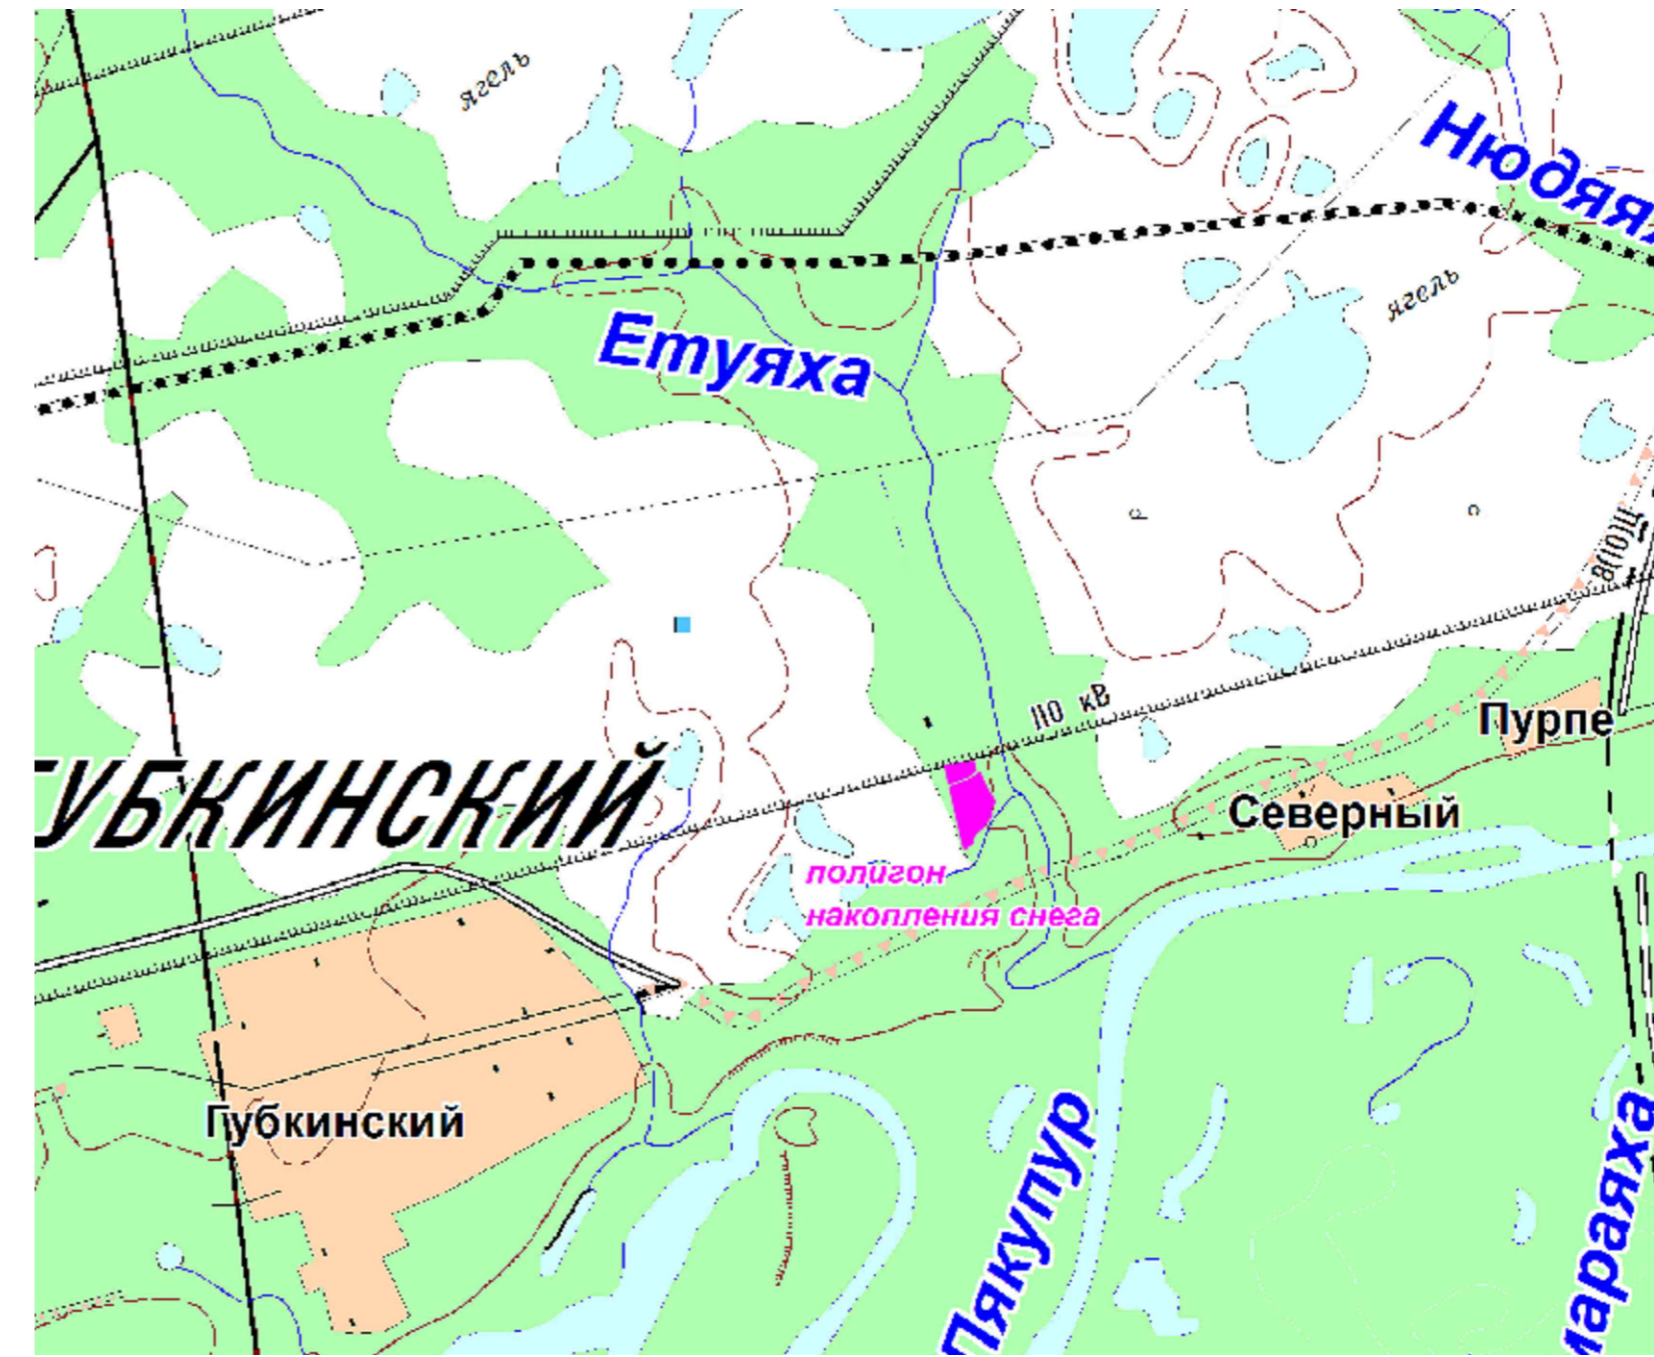 ягель
Нюдяя
ягель
Етуяха
110 кВ
Пурпе
ГУБКИНСКИЙ
Северный
полигон
накопления снега
Губкинский
Пякупур
мараяха